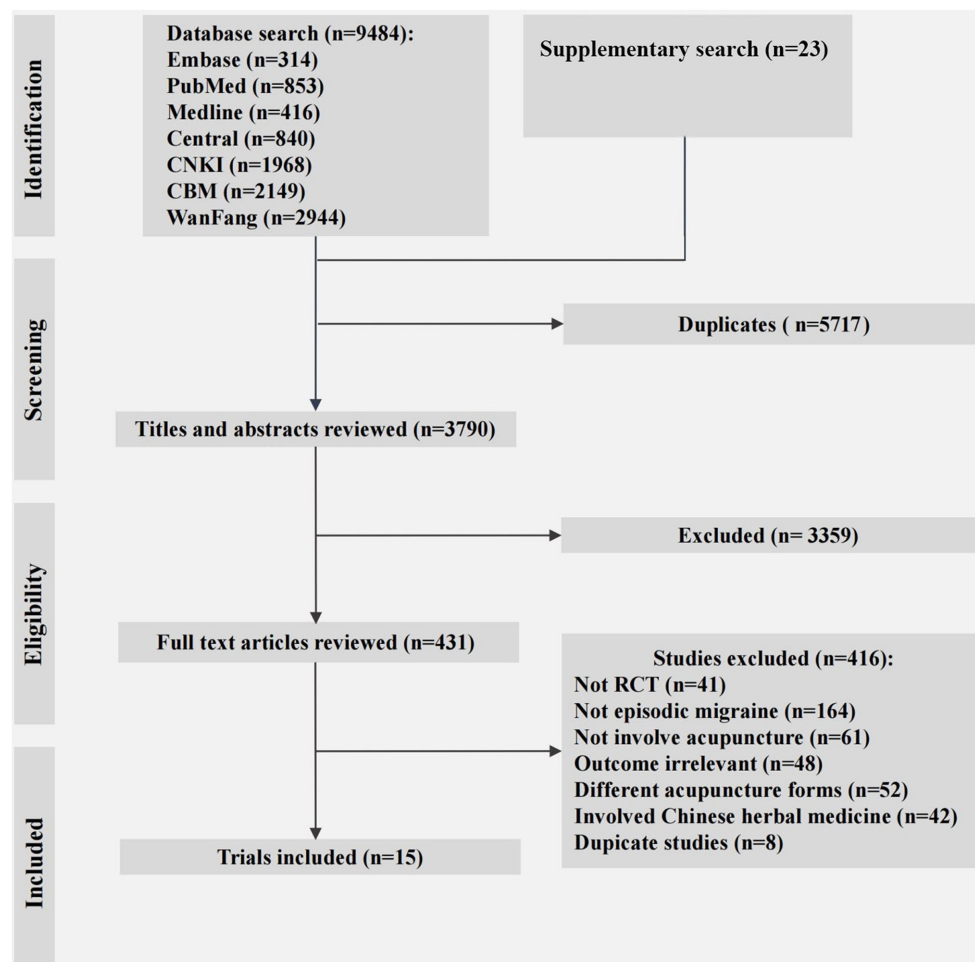 Identification
Database search (n=9484):
Embase (n=314)
PubMed (n=853)
Medline (n=416)
Central (n=840)
CNKI (n=1968)
CBM (n=2149)
WanFang (n=2944)
Supplementary search (n=23)
Screening
Duplicates ( n=5717)
Titles and abstracts reviewed (n=3790)
Eligibility
Excluded (n= 3359)
Full text articles reviewed (n=431)
Studies excluded (n=416):
Not RCT (n=41)
Not episodic migraine (n=164)
Not involve acupuncture (n=61)
Outcome irrelevant (n=48)
Different acupuncture forms (n=52)
Involved Chinese herbal medicine (n=42)
Dupicate studies (n=8)
Included
Trials included (n=15)